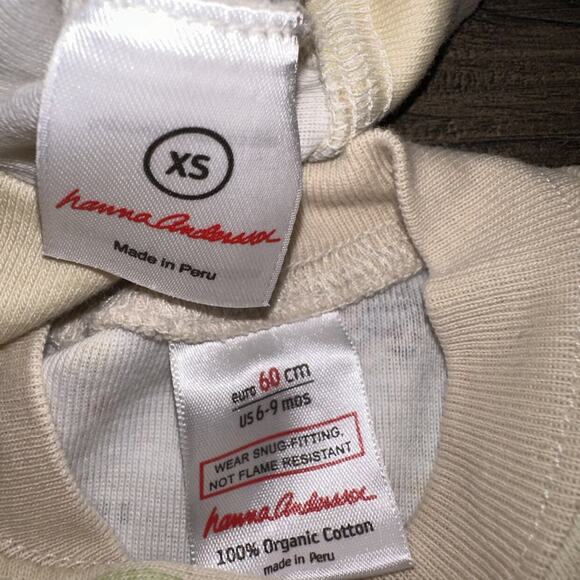 XS
hanna Andersson
Made in Peru
euro 60 cm
US 6-9 mos
WEAR SNUG-FITTING,
NOT FLAME RESISTANT
hanna Andersson
100% Organic Cotton
made in Peru